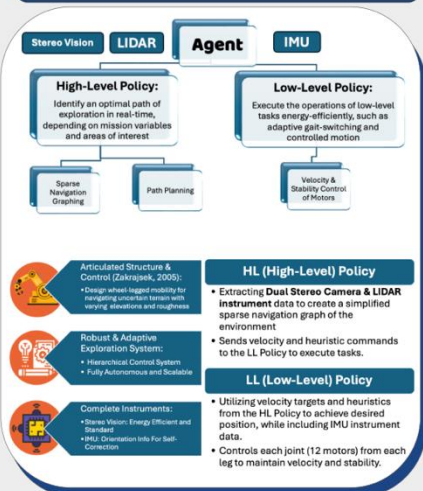 Stereo Vision
LIDAR
Agent
IMU
High-Level Policy:
Identify an optimal path of
exploration in real-time,
depending on mission variables
and areas of interest
Low-Level Policy:
Execute the operations of low-level
tasks energy-efficiently, such as
adaptive gait-switching and
controlled motion
Sparse
Navigation
Graphing
Path Planning
Velocity &
Stability Control
of Motors
Articulated Structure &
Control (Zakrajsek, 2005):
•Design wheel-legged mobility for
navigating uncertain terrain with
varying elevations and roughness
Robust & Adaptive
Exploration System:
• Hierarchical Control System
• Fully Autonomous and Scalable
Complete Instruments:
•Stereo Vision: Energy Efficient and
Standard
•IMU: Orientation Info For Self-
Correction
HL (High-Level) Policy
• Extracting Dual Stereo Camera & LIDAR
instrument data to create a simplified
sparse navigation graph of the
environment
• Sends velocity and heuristic commands
to the LL Policy to execute tasks.
LL (Low-Level) Policy
• Utilizing velocity targets and heuristics
from the HL Policy to achieve desired
position, while including IMU instrument
data.
• Controls each joint (12 motors) from each
leg to maintain velocity and stability.